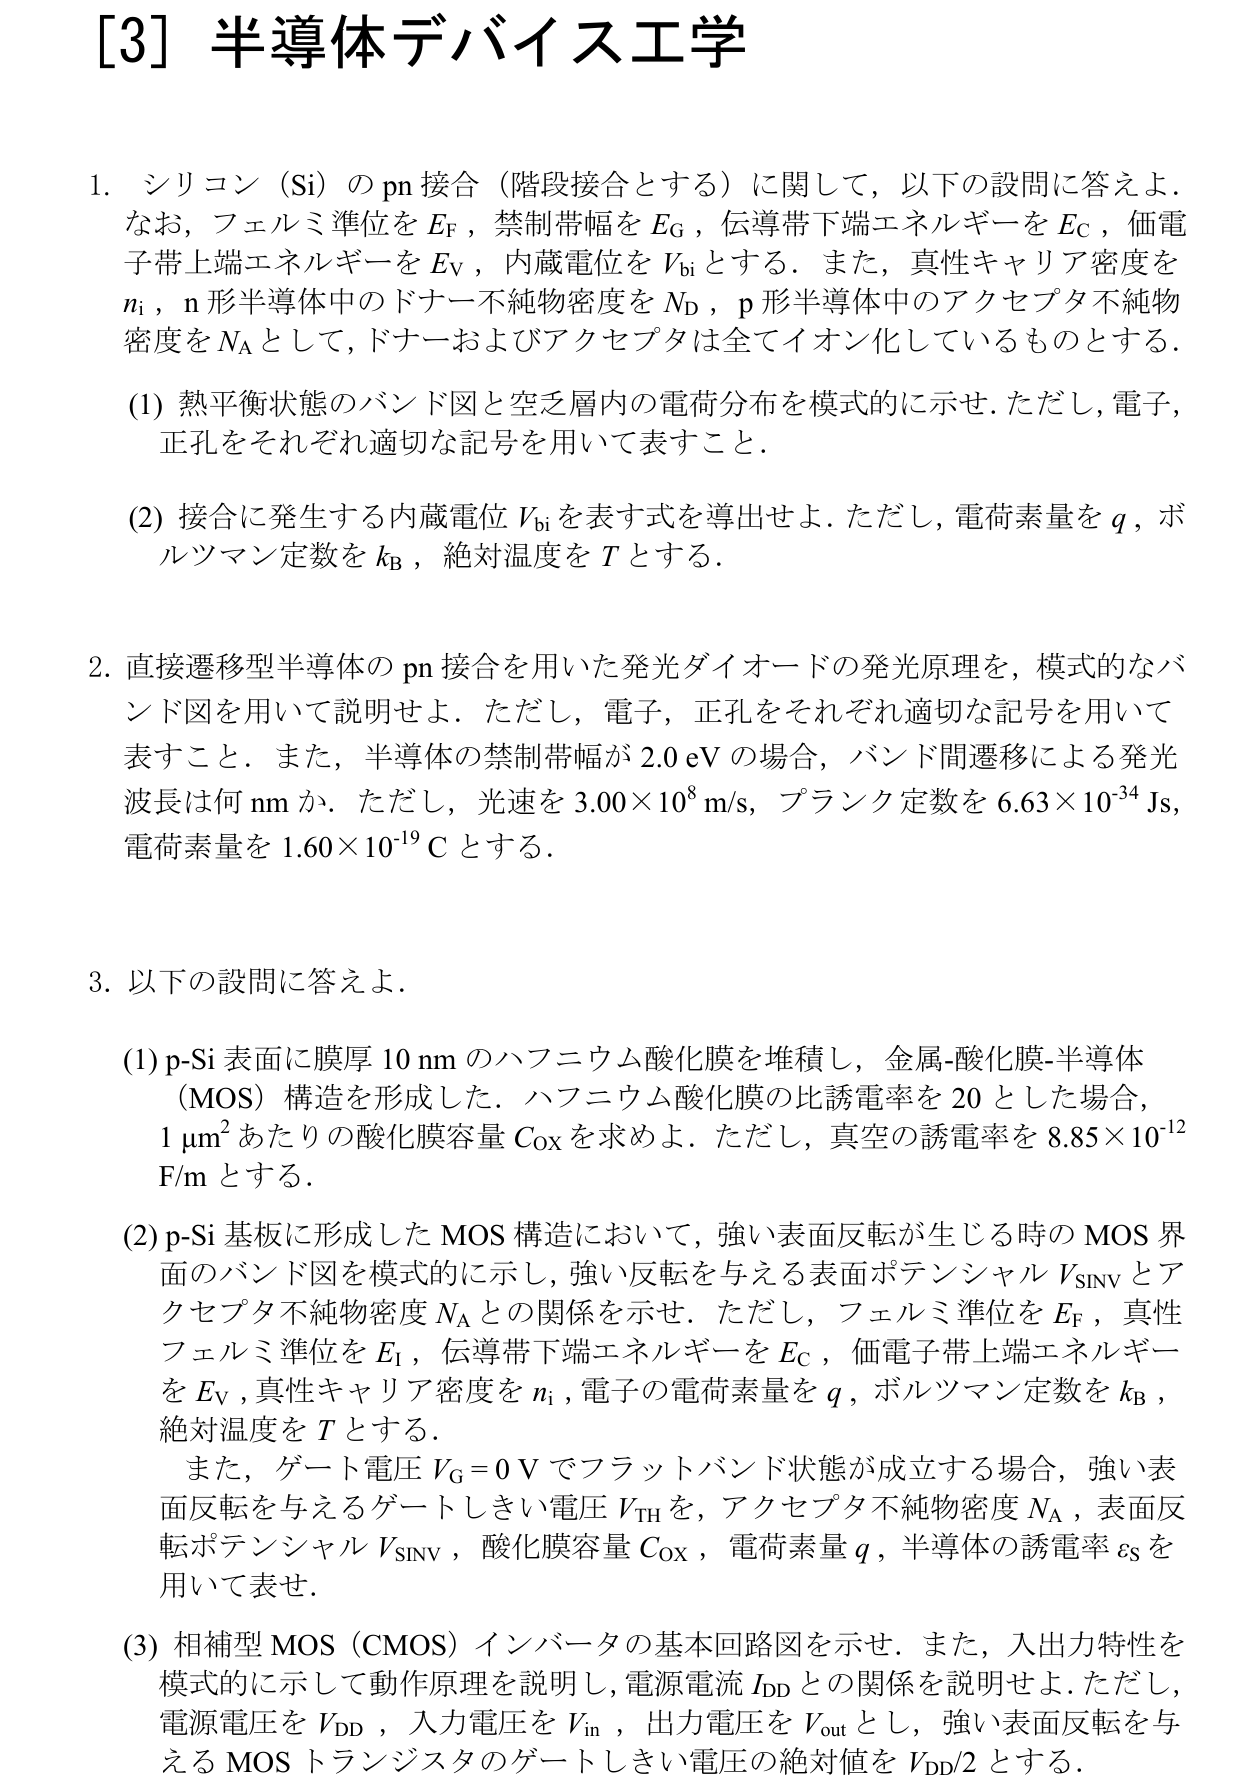 [3] 半導体デバイス工学
1. シリコン（Si）の pn 接合（階段接合とする）に関して，以下の設問に答えよ．
なお，フェルミ準位を EF，禁制帯幅を EG，伝導帯下端エネルギーを EC，価電
子帯上端エネルギーを EV，内蔵電位を Vbi とする．また，真性キャリア密度を
ni，n 形半導体中のドナー不純物密度を ND，p 形半導体中のアクセプタ不純物
密度を NA として，ドナーおよびアクセプタは全てイオン化しているものとする．
(1) 熱平衡状態のバンド図と空乏層内の電荷分布を模式的に示せ．ただし，電子，
正孔をそれぞれ適切な記号を用いて表すこと．
(2) 接合に発生する内蔵電位 Vbi を表す式を導出せよ．ただし，電荷素量を q，ボ
ルツマン定数を kB，絶対温度を T とする．
2. 直接遷移型半導体の pn 接合を用いた発光ダイオードの発光原理を，模式的なバ
ンド図を用いて説明せよ．ただし，電子，正孔をそれぞれ適切な記号を用いて
表すこと．また，半導体の禁制帯幅が 2.0 eV の場合，バンド間遷移による発光
波長は何 nm か．ただし，光速を 3.00×10⁸ m/s，プランク定数を 6.63×10⁻³⁴ Js,
電荷素量を 1.60×10⁻¹⁹ C とする．
3. 以下の設問に答えよ．
(1) p-Si 表面に膜厚 10 nm のハフニウム酸化膜を堆積し，金属-酸化膜-半導体
（MOS）構造を形成した．ハフニウム酸化膜の比誘電率を 20 とした場合，
1 μm² あたりの酸化膜容量 COX を求めよ．ただし，真空の誘電率を 8.85×10⁻¹²
F/m とする．
(2) p-Si 基板に形成した MOS 構造において，強い表面反転が生じる時の MOS 界
面のバンド図を模式的に示し，強い反転を与える表面ポテンシャル VSINV とア
クセプタ不純物密度 NA との関係を示せ．ただし，フェルミ準位を EF，真性
フェルミ準位を EI，伝導帯下端エネルギーを EC，価電子帯上端エネルギー
を EV，真性キャリア密度を ni，電子の電荷素量を q，ボルツマン定数を kB，
絶対温度を T とする．
また，ゲート電圧 VG = 0 V でフラットバンド状態が成立する場合，強い表
面反転を与えるゲートしきい電圧 VTH を，アクセプタ不純物密度 NA，表面反
転ポテンシャル VSINV，酸化膜容量 COX，電荷素量 q，半導体の誘電率 εS を
用いて表せ．
(3) 相補型 MOS（CMOS）インバータの基本回路図を示せ．また，入出力特性を
模式的に示して動作原理を説明し，電源電流 IDD との関係を説明せよ．ただし，
電源電圧を VDD，入力電圧を Vin，出力電圧を Vout とし，強い表面反転を与
える MOS トランジスタのゲートしきい電圧の絶対値を VDD/2 とする．